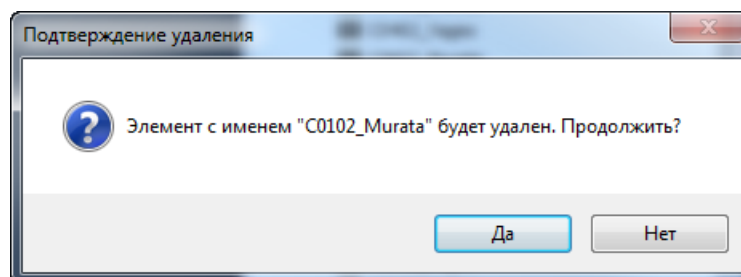 Подтверждение удаления
Элемент с именем "C0102_Murata" будет удален. Продолжить?
Да
Нет